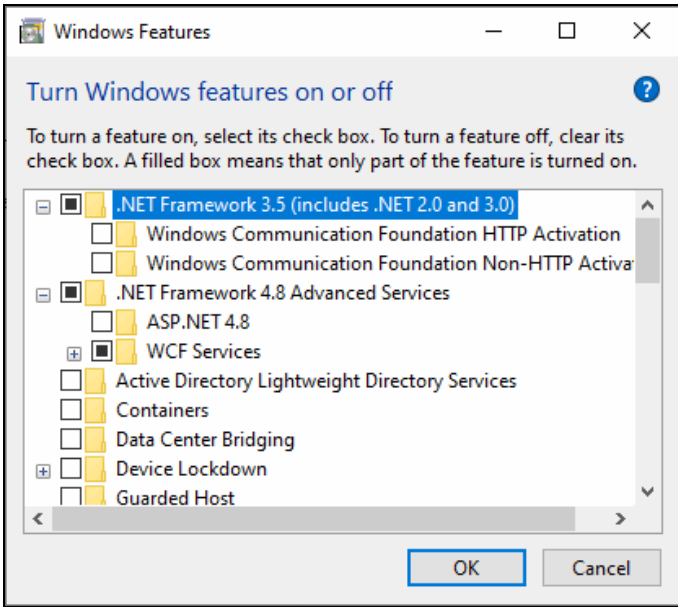 Windows Features
Turn Windows features on or off
To turn a feature on, select its check box. To turn a feature off, clear its
check box. A filled box means that only part of the feature is turned on.
.NET Framework 3.5 (includes .NET 2.0 and 3.0)
Windows Communication Foundation HTTP Activation
Windows Communication Foundation Non-HTTP Activa
.NET Framework 4.8 Advanced Services
ASP.NET 4.8
WCF Services
Active Directory Lightweight Directory Services
Containers
Data Center Bridging
Device Lockdown
Guarded Host
OK
Cancel